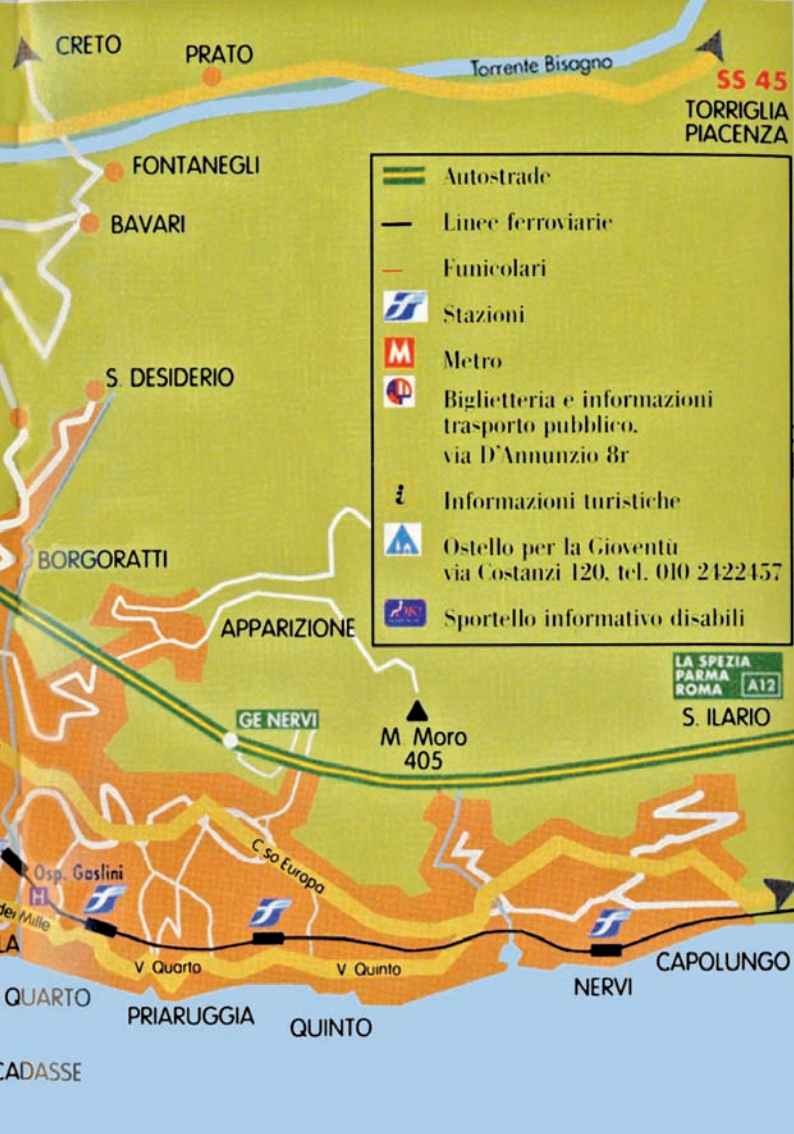 CRETO
PRATO
Torrente Bisagno
SS 45
TORRIGLIA
PIACENZA
FONTANEGLI
BAVARI
Autostrade
Linee ferroviarie
Funicolari
Stazioni
M
Metro
Biglietteria e informazioni
trasporto pubblico,
via D'Annunzio 8r
i
Informazioni turistiche
Ostello per la Gioventù
via Costanzi 120, tel. 010 2422457
Sportello informativo disabili
S. DESIDERIO
BORGORATTI
APPARIZIONE
LA SPEZIA
PARMA
ROMA
A12
S. ILARIO
GE NERVI
M. Moro
405
C so Europa
Osp. Gaslini
H
dei Mille
LA
V Quarto
V Quinto
CAPOLUNGO
NERVI
QUARTO
PRIARUGGIA
QUINTO
CADASSE